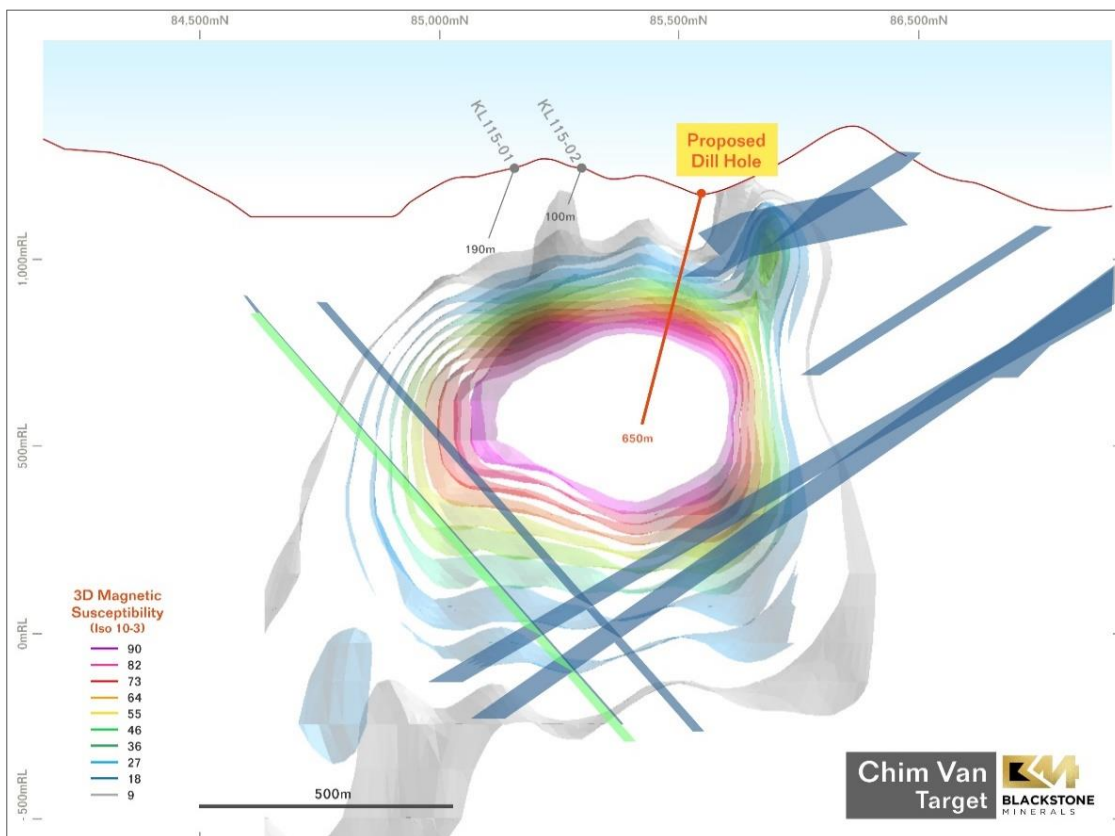 84,500mN
85,000mN
85,500mN
86,500mN
KL115-01
KL115-02
Proposed
Dill Hole
100m
190m
650m
1,000mRL
500mRL
0mRL
-500mRL
3D Magnetic
Susceptibility
(Iso 10-3)
90
82
73
64
55
46
36
27
18
9
500m
Chim Van
Target
BM
BLACKSTONE
MINERALS